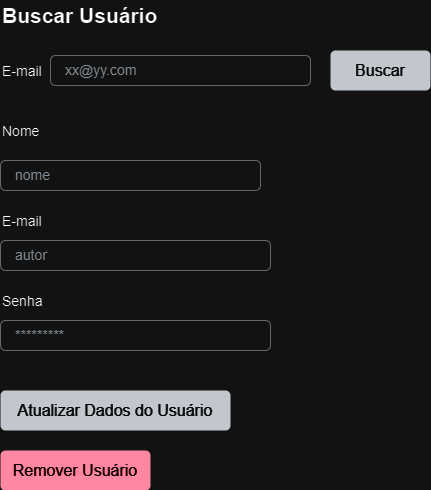 Buscar Usuário
E-mail xx@yy.com Buscar
Nome
nome
E-mail
autor
Senha
*********
Atualizar Dados do Usuário
Remover Usuário